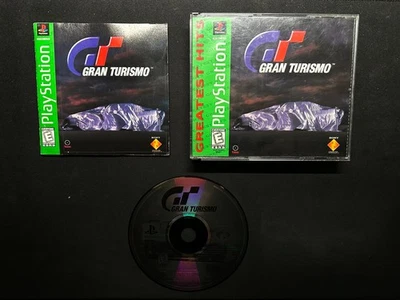 PlayStation
GRAN TURISMO
E
GREATEST HITS
PlayStation
GRAN TURISMO
E
GRAN TURISMO